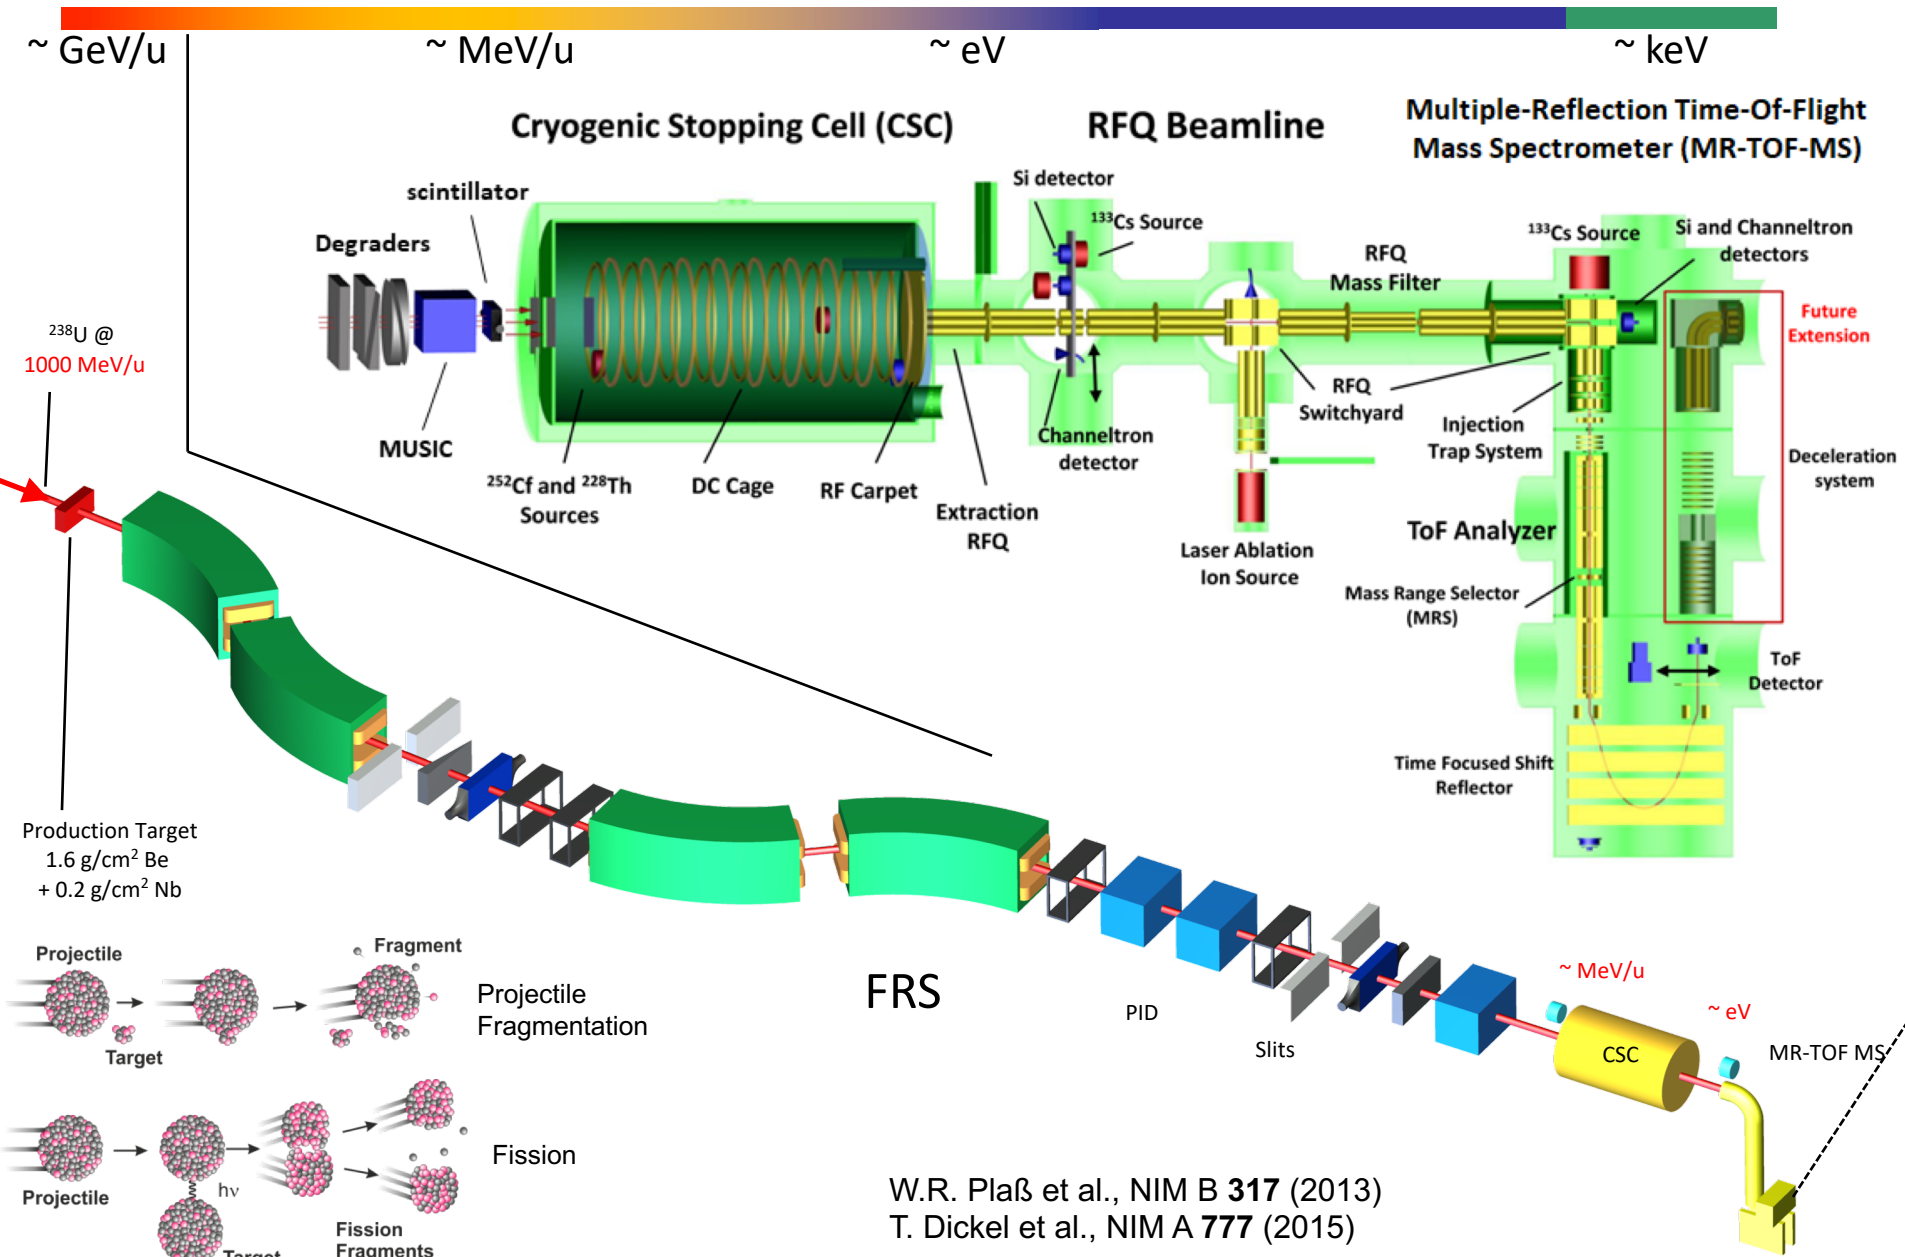 ~ GeV/u
~ MeV/u
~ eV
~ keV
Cryogenic Stopping Cell (CSC)
RFQ Beamline
Multiple-Reflection Time-Of-Flight
Mass Spectrometer (MR-TOF-MS)
Degraders
scintillator
MUSIC
²⁵²Cf and ²²⁸Th
Sources
DC Cage
RF Carpet
Extraction
RFQ
Si detector
¹³³Cs Source
Channeltron
detector
RFQ
Mass Filter
RFQ
Switchyard
Laser Ablation
Ion Source
¹³³Cs Source
Si and Channeltron
detectors
Future
Extension
Injection
Trap System
Deceleration
system
ToF Analyzer
Mass Range Selector
(MRS)
ToF
Detector
Time Focused Shift
Reflector
²³⁸U @
1000 MeV/u
Production Target
1.6 g/cm² Be
+ 0.2 g/cm² Nb
Projectile
Fragment
Target
Projectile
Fragmentation
Projectile
hν
Target
Fission
Fragments
Fission
FRS
PID
Slits
~ MeV/u
CSC
~ eV
MR-TOF MS
W.R. Plaß et al., NIM B 317 (2013)
T. Dickel et al., NIM A 777 (2015)